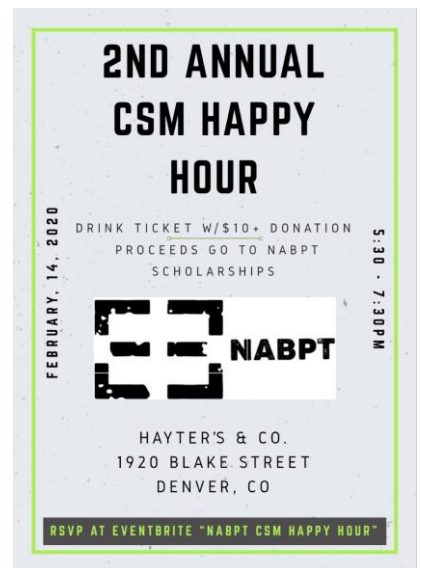 2ND ANNUAL
CSM HAPPY
HOUR
DRINK TICKET W/$10+ DONATION
PROCEEDS GO TO NABPT
SCHOLARSHIPS
FEBRUARY, 14, 2020
5:30 - 7:30PM
NABPT
HAYTER'S & CO.
1920 BLAKE STREET
DENVER, CO
RSVP AT EVENTBRITE "NABPT CSM HAPPY HOUR"